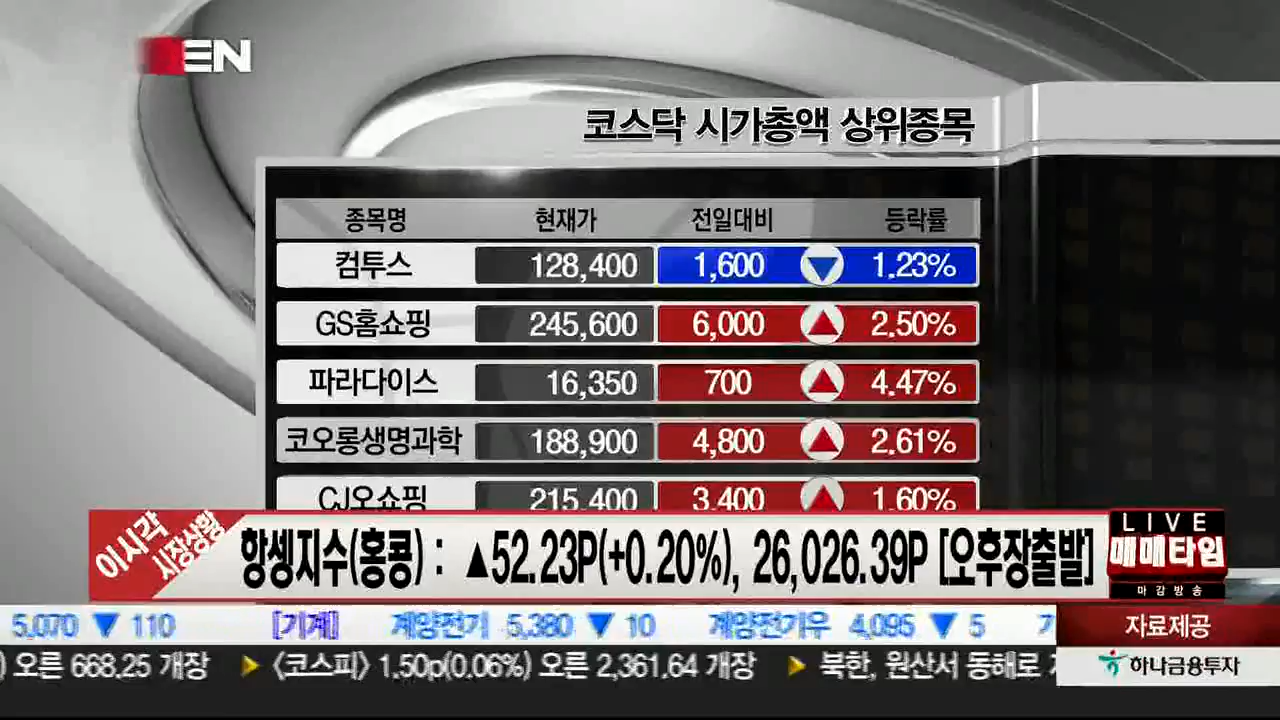 EN
코스닥 시가총액 상위종목
종목명 현재가 전일대비 등락률
컴투스 128,400 1,600 ▼ 1.23%
GS홈쇼핑 245,600 6,000 ▲ 2.50%
파라다이스 16,350 700 ▲ 4.47%
코오롱생명과학 188,900 4,800 ▲ 2.61%
CJ오쇼핑 215,400 3,400 ▲ 1.60%
이시각
시장상황
항셍지수(홍콩) : ▲52.23P(+0.20%), 26,026.39P [오후장출발]
LIVE
매매타임
마감방송
5,070 ▼ 110 [기계] 계양전기 5,380 ▼ 10 계양전기우 4,095 ▼ 5
자료제공
) 오른 668.25 개장 ▶ <코스피> 1.50p(0.06%) 오른 2,361.64 개장 ▶ 북한, 원산서 동해로
하나금융투자